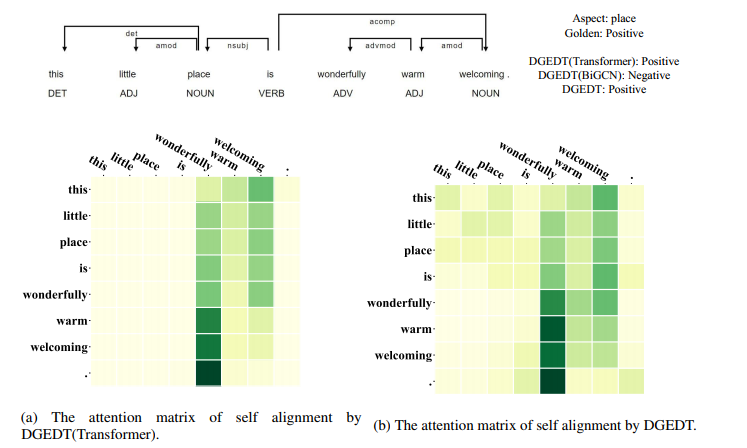 acomp
det
amod
nsubj
advmod
amod
this little place is wonderfully warm welcoming .
DET ADJ NOUN VERB ADV ADJ NOUN
Aspect: place
Golden: Positive
DGEDT(Transformer): Positive
DGEDT(BiGCN): Negative
DGEDT: Positive
this little place is wonderfully warm welcoming .
this
little
place
is
wonderfully
warm
welcoming
.
(a) The attention matrix of self alignment by
DGEDT(Transformer).
this little place is wonderfully warm welcoming .
this
little
place
is
wonderfully
warm
welcoming
.
(b) The attention matrix of self alignment by DGEDT.